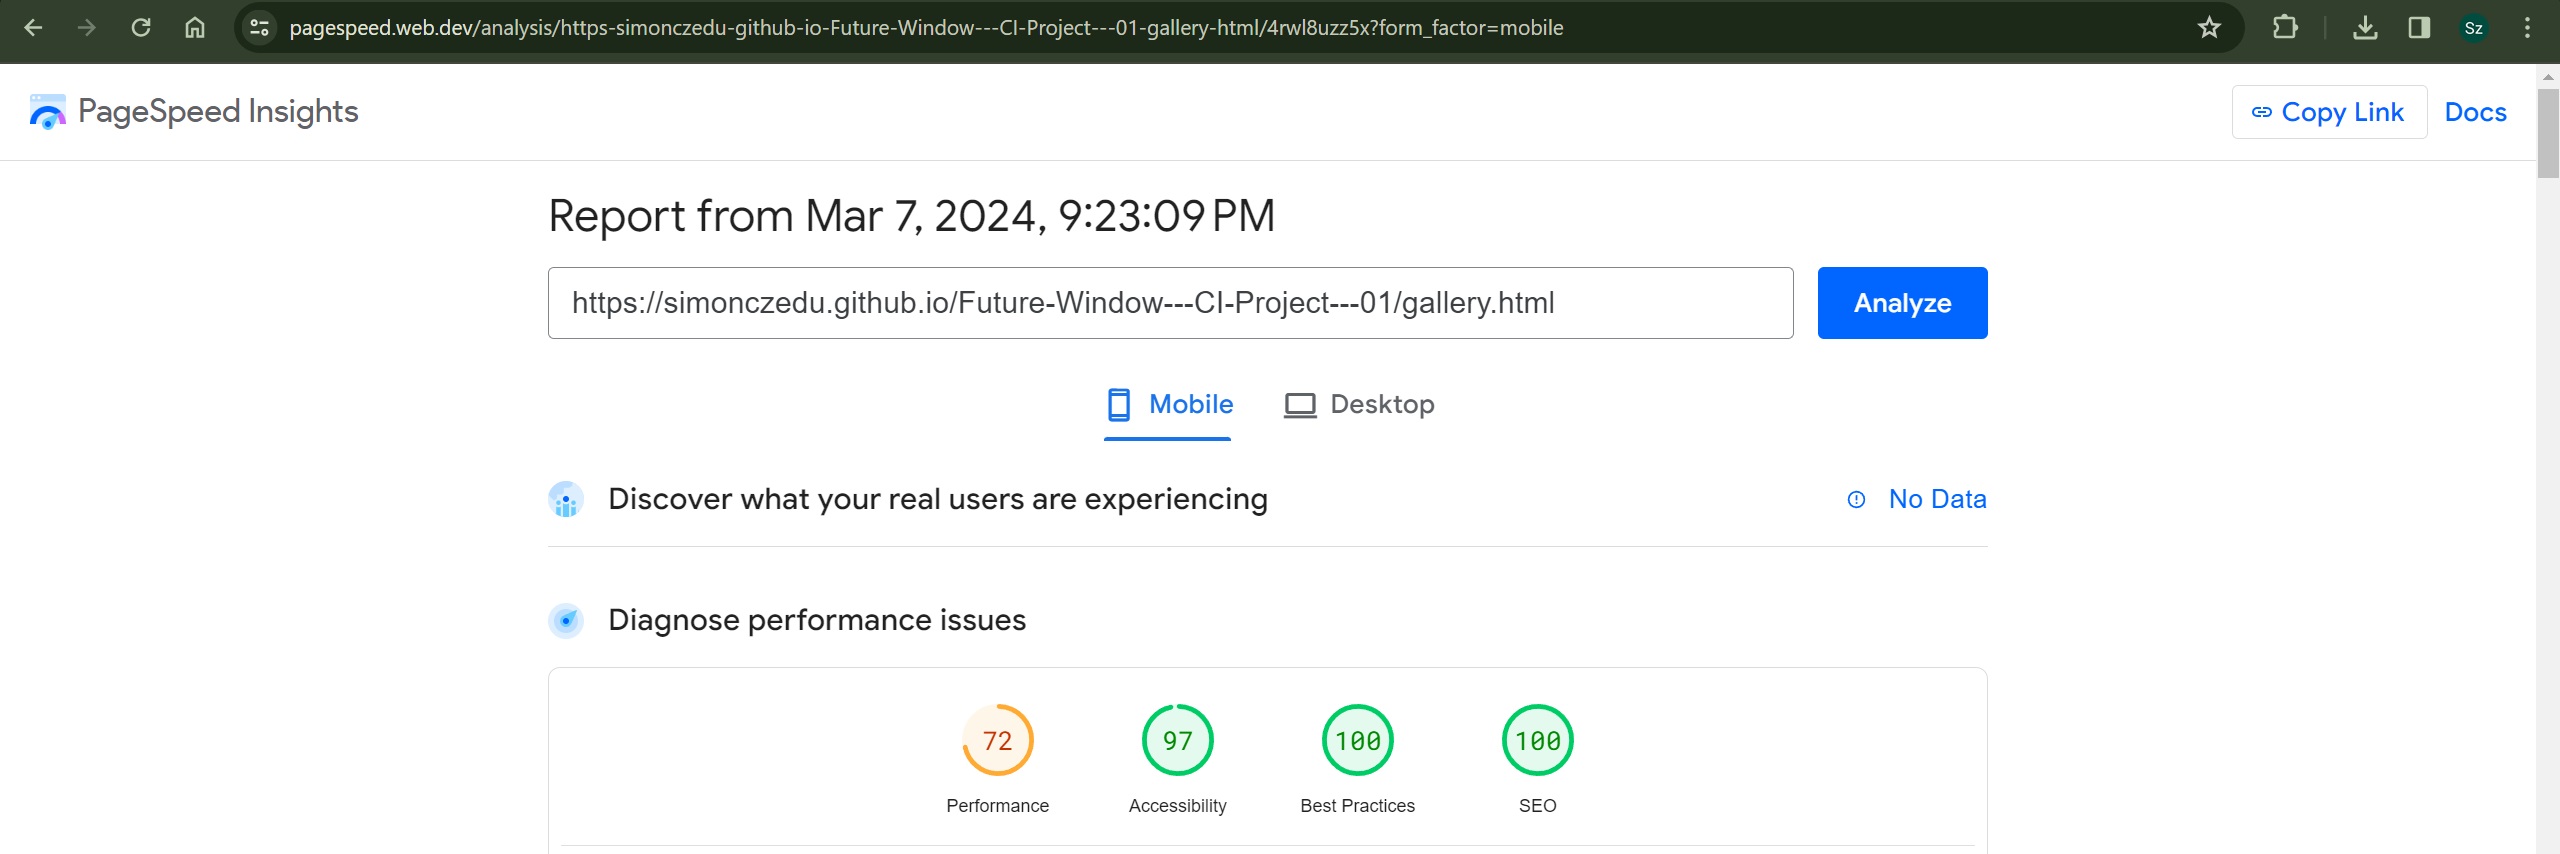 pagespeed.web.dev/analysis/https-simonczedu-github-io-Future-Window---CI-Project---01-gallery-html/4rwl8uzz5x?form_factor=mobile
Sz
PageSpeed Insights
Copy Link
Docs
Report from Mar 7, 2024, 9:23:09 PM
https://simonczedu.github.io/Future-Window---CI-Project---01/gallery.html
Analyze
Mobile
Desktop
Discover what your real users are experiencing
No Data
Diagnose performance issues
72
97
100
100
Performance
Accessibility
Best Practices
SEO